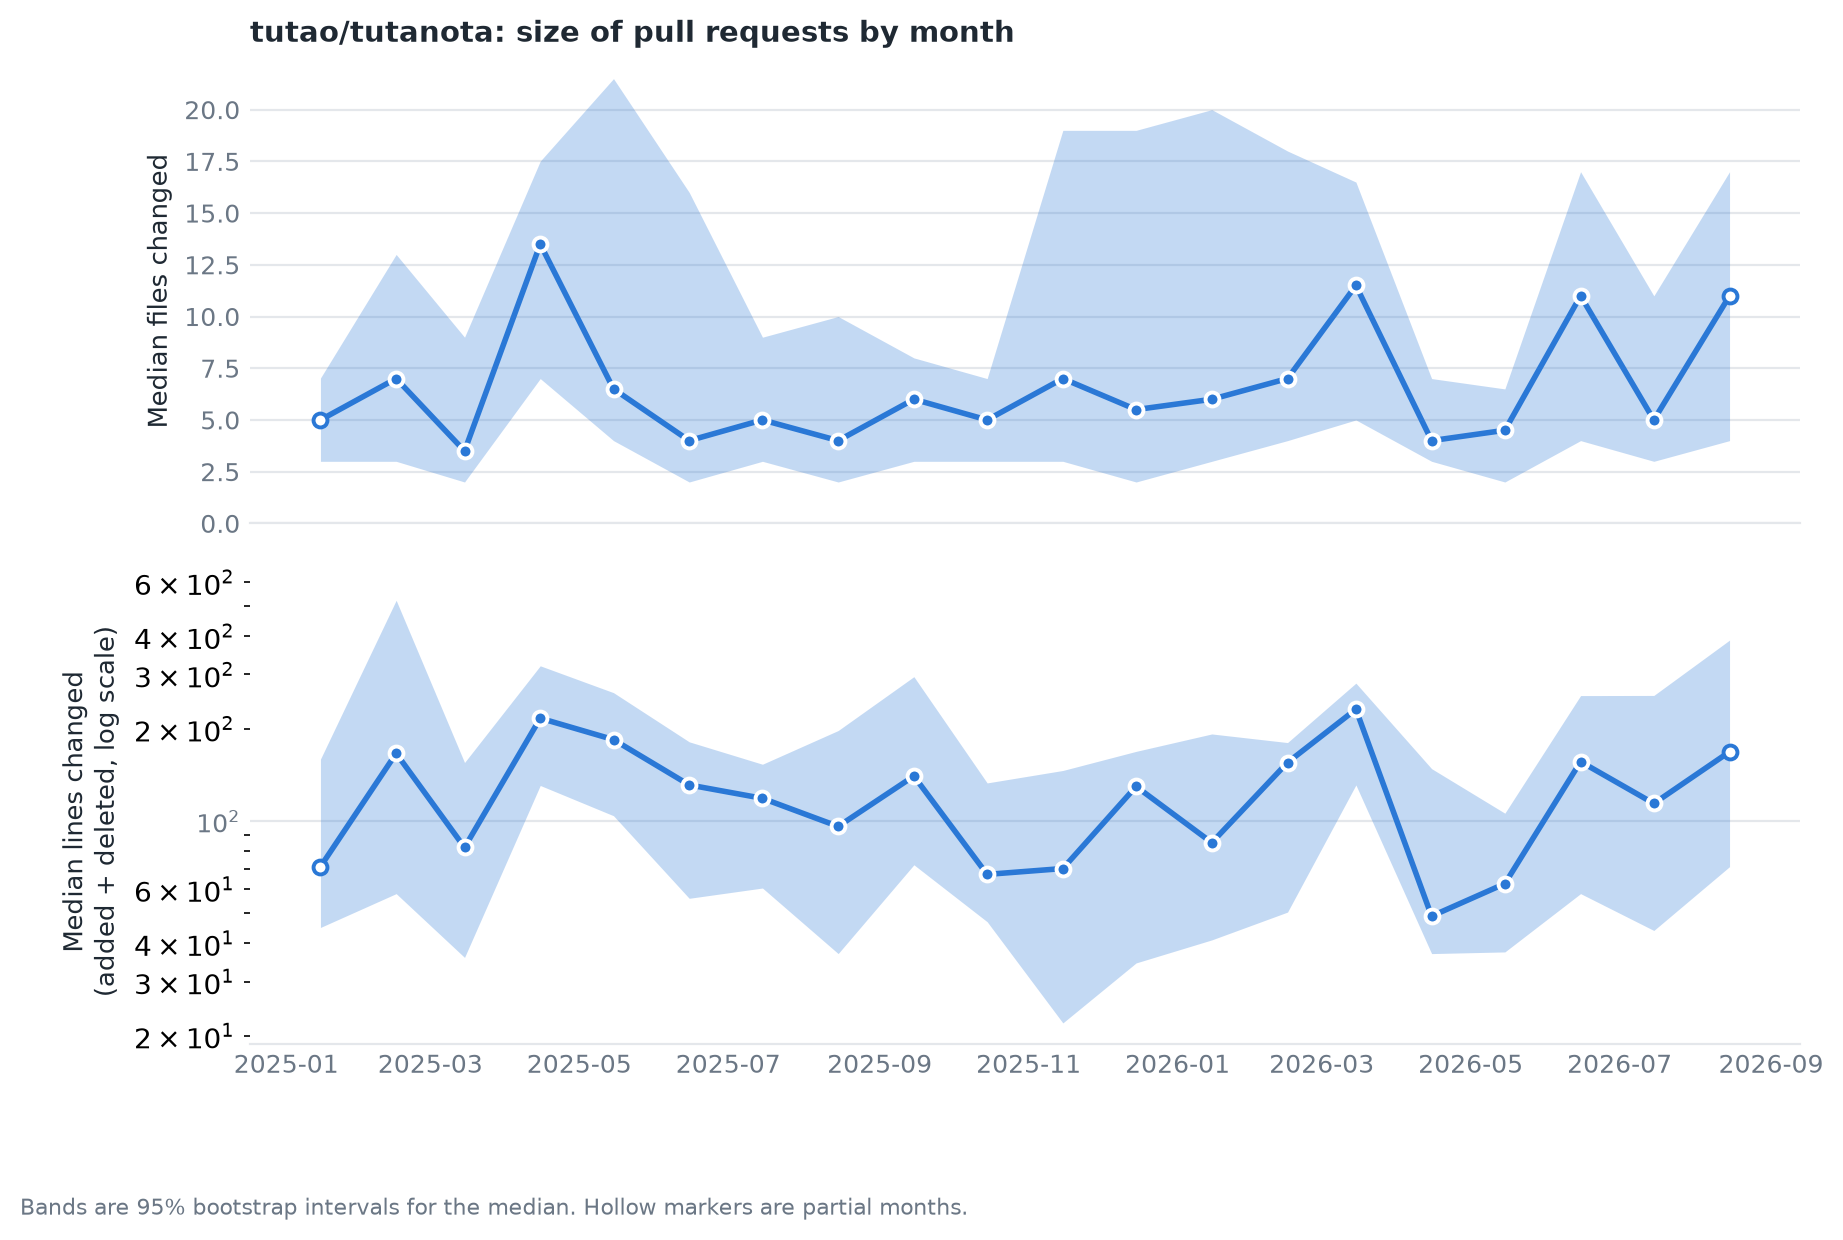 tutao/tutanota: size of pull requests by month
Median files changed
20.0
17.5
15.0
12.5
10.0
7.5
5.0
2.5
0.0
Median lines changed
(added + deleted, log scale)
6 × 10²
4 × 10²
3 × 10²
2 × 10²
10²
6 × 10¹
4 × 10¹
3 × 10¹
2 × 10¹
2025-01 2025-03 2025-05 2025-07 2025-09 2025-11 2026-01 2026-03 2026-05 2026-07 2026-09
Bands are 95% bootstrap intervals for the median. Hollow markers are partial months.